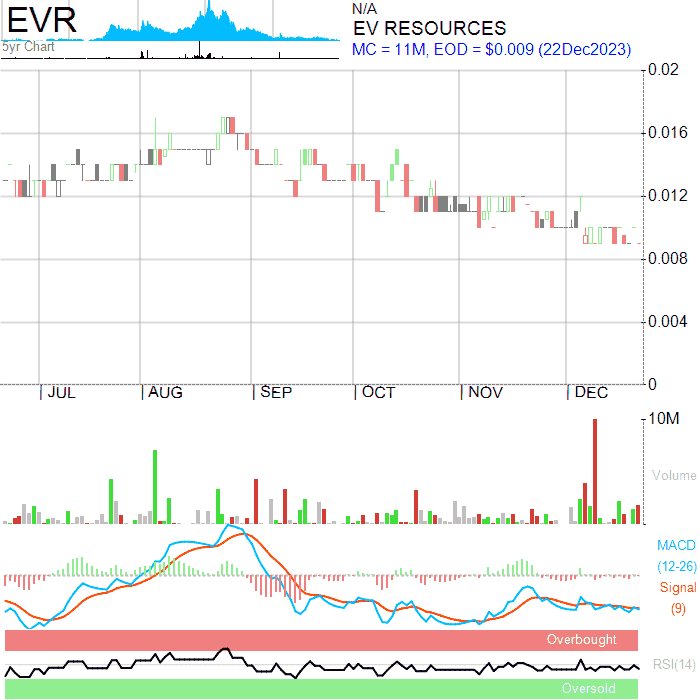 EVR
5yr Chart
N/A
EV RESOURCES
MC = 11M, EOD = $0.009 (22Dec2023)
0.02
0.016
0.012
0.008
0.004
0
JUL AUG SEP OCT NOV DEC
10M
Volume
MACD
(12-26)
Signal
(9)
Overbought
RSI(14)
Oversold